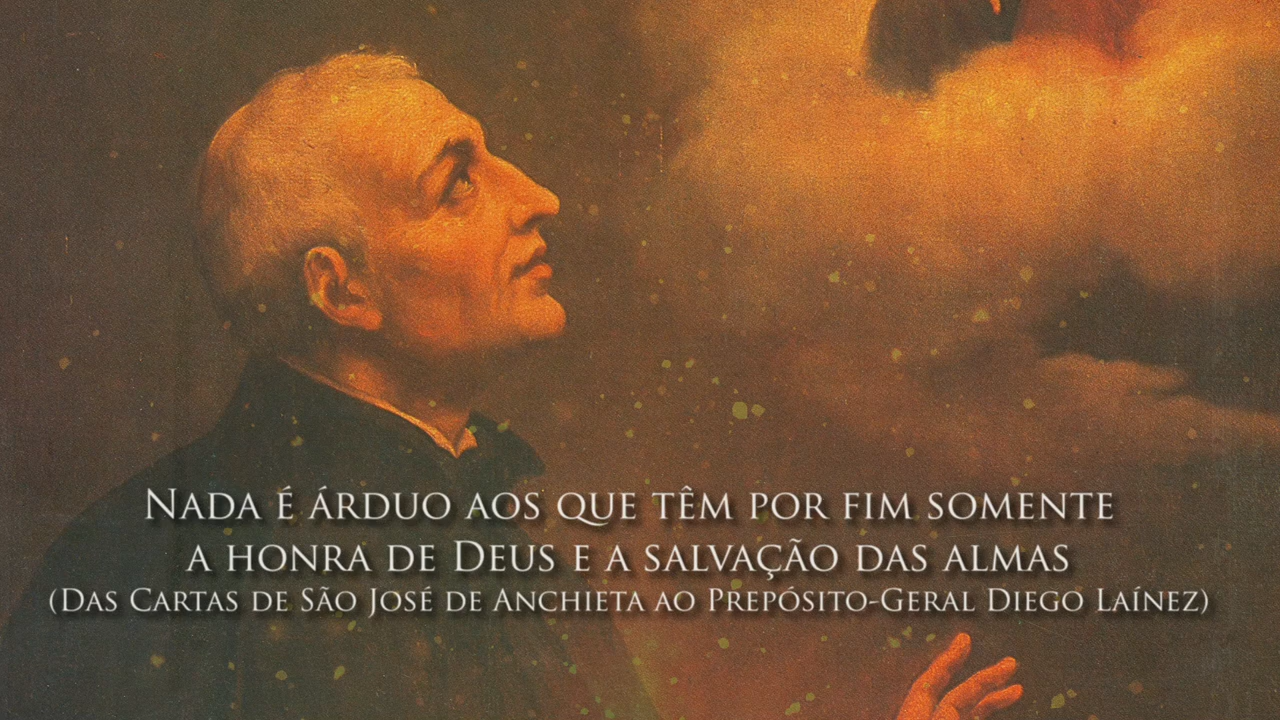 Nada é árduo aos que têm por fim somente
a honra de Deus e a salvação das almas
(Das Cartas de São José de Anchieta ao Prepósito-Geral Diego Laínez)